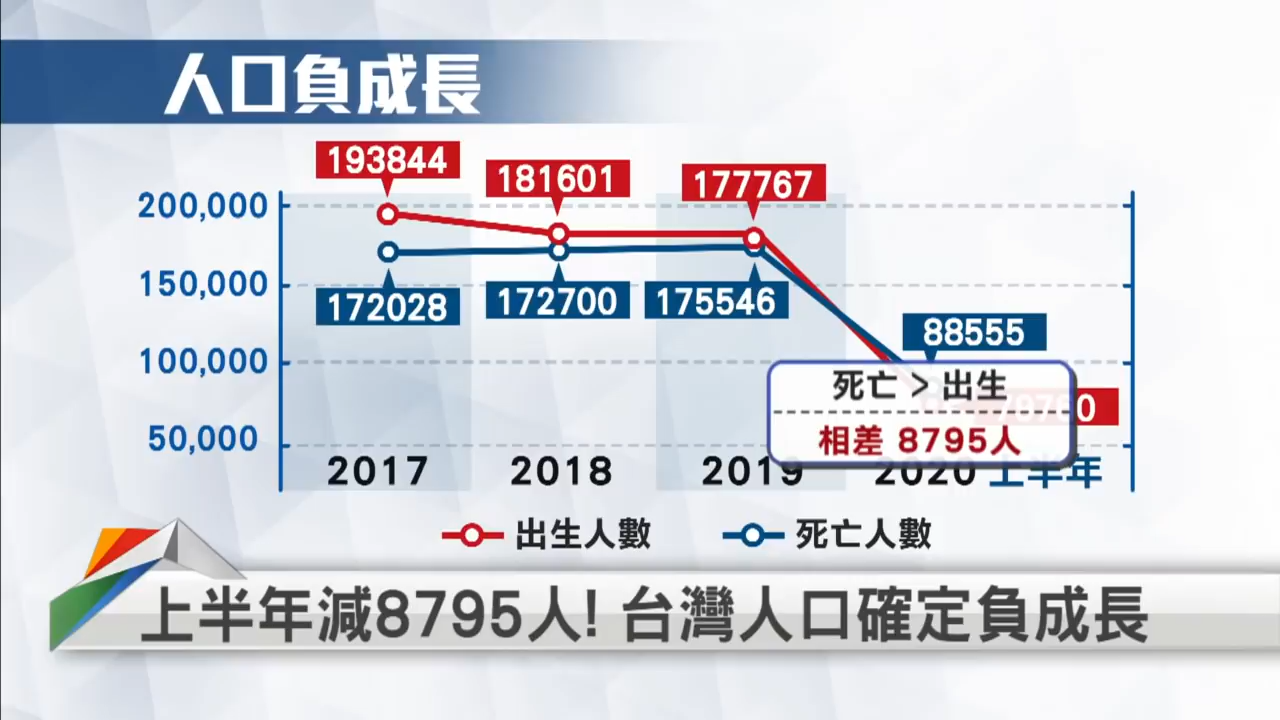 人口負成長
193844
181601
177767
200,000
150,000
172028
172700
175546
88555
100,000
死亡 > 出生
79760
50,000
相差 8795人
2017
2018
2019
2020 上半年
出生人數
死亡人數
上半年減8795人! 台灣人口確定負成長